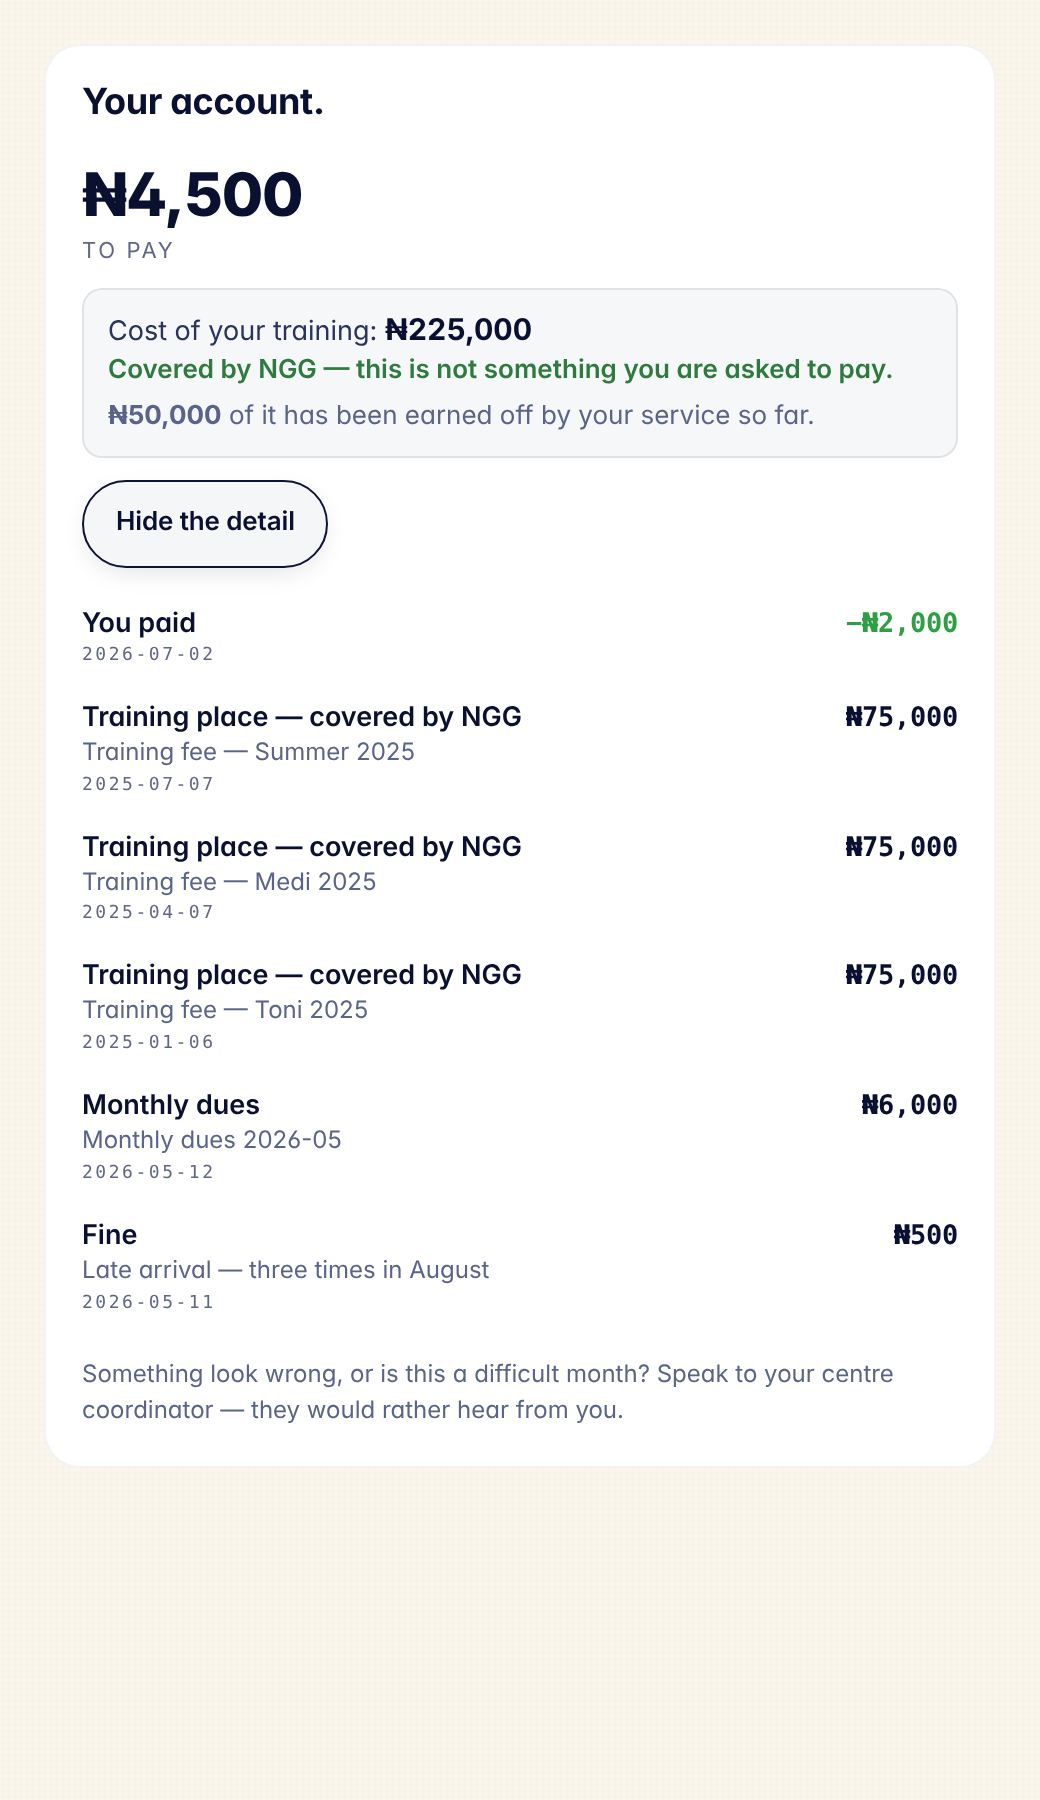 Your account.
₦4,500
TO PAY
Cost of your training: ₦225,000
Covered by NGG — this is not something you are asked to pay.
₦50,000 of it has been earned off by your service so far.
Hide the detail
You paid −₦2,000
2026-07-02
Training place — covered by NGG ₦75,000
Training fee — Summer 2025
2025-07-07
Training place — covered by NGG ₦75,000
Training fee — Medi 2025
2025-04-07
Training place — covered by NGG ₦75,000
Training fee — Toni 2025
2025-01-06
Monthly dues ₦6,000
Monthly dues 2026-05
2026-05-12
Fine ₦500
Late arrival — three times in August
2026-05-11
Something look wrong, or is this a difficult month? Speak to your centre
coordinator — they would rather hear from you.